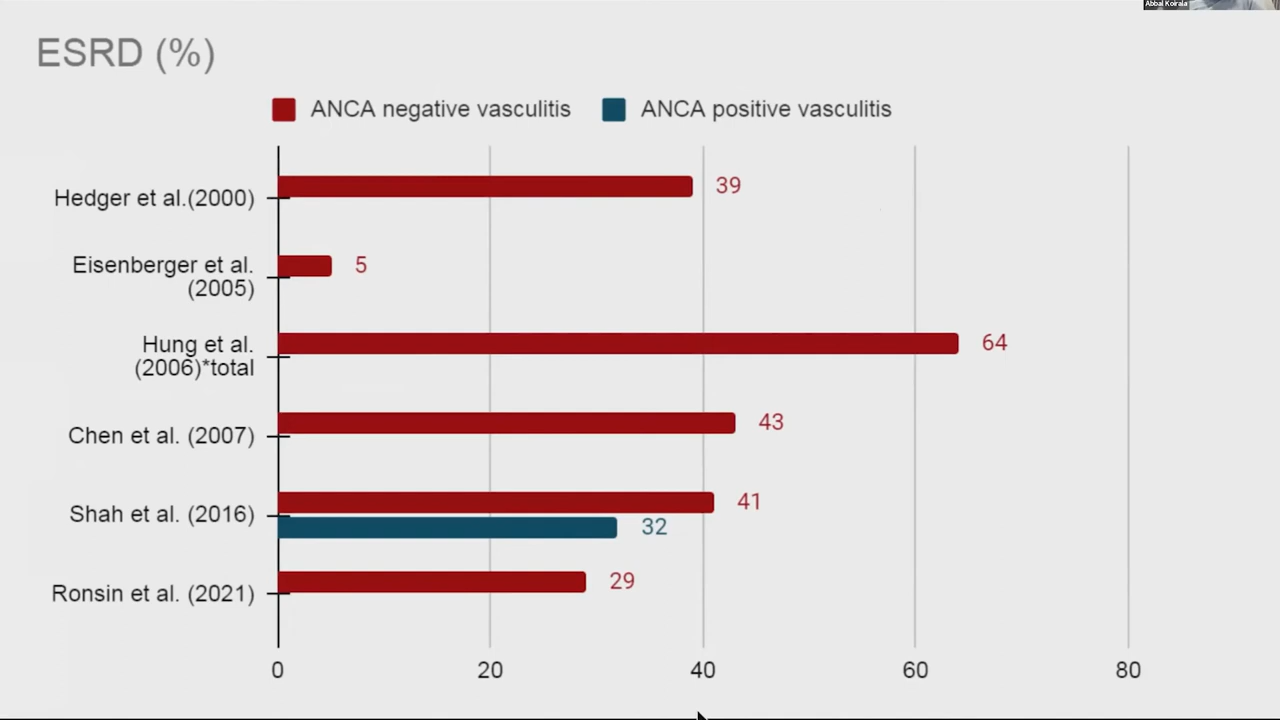 Abbal Koirala
ESRD (%)
ANCA negative vasculitis ANCA positive vasculitis
Hedger et al.(2000) 39
Eisenberger et al.
(2005)
5
Hung et al.
(2006)*total
64
Chen et al. (2007) 43
Shah et al. (2016) 41
32
Ronsin et al. (2021) 29
0 20 40 60 80